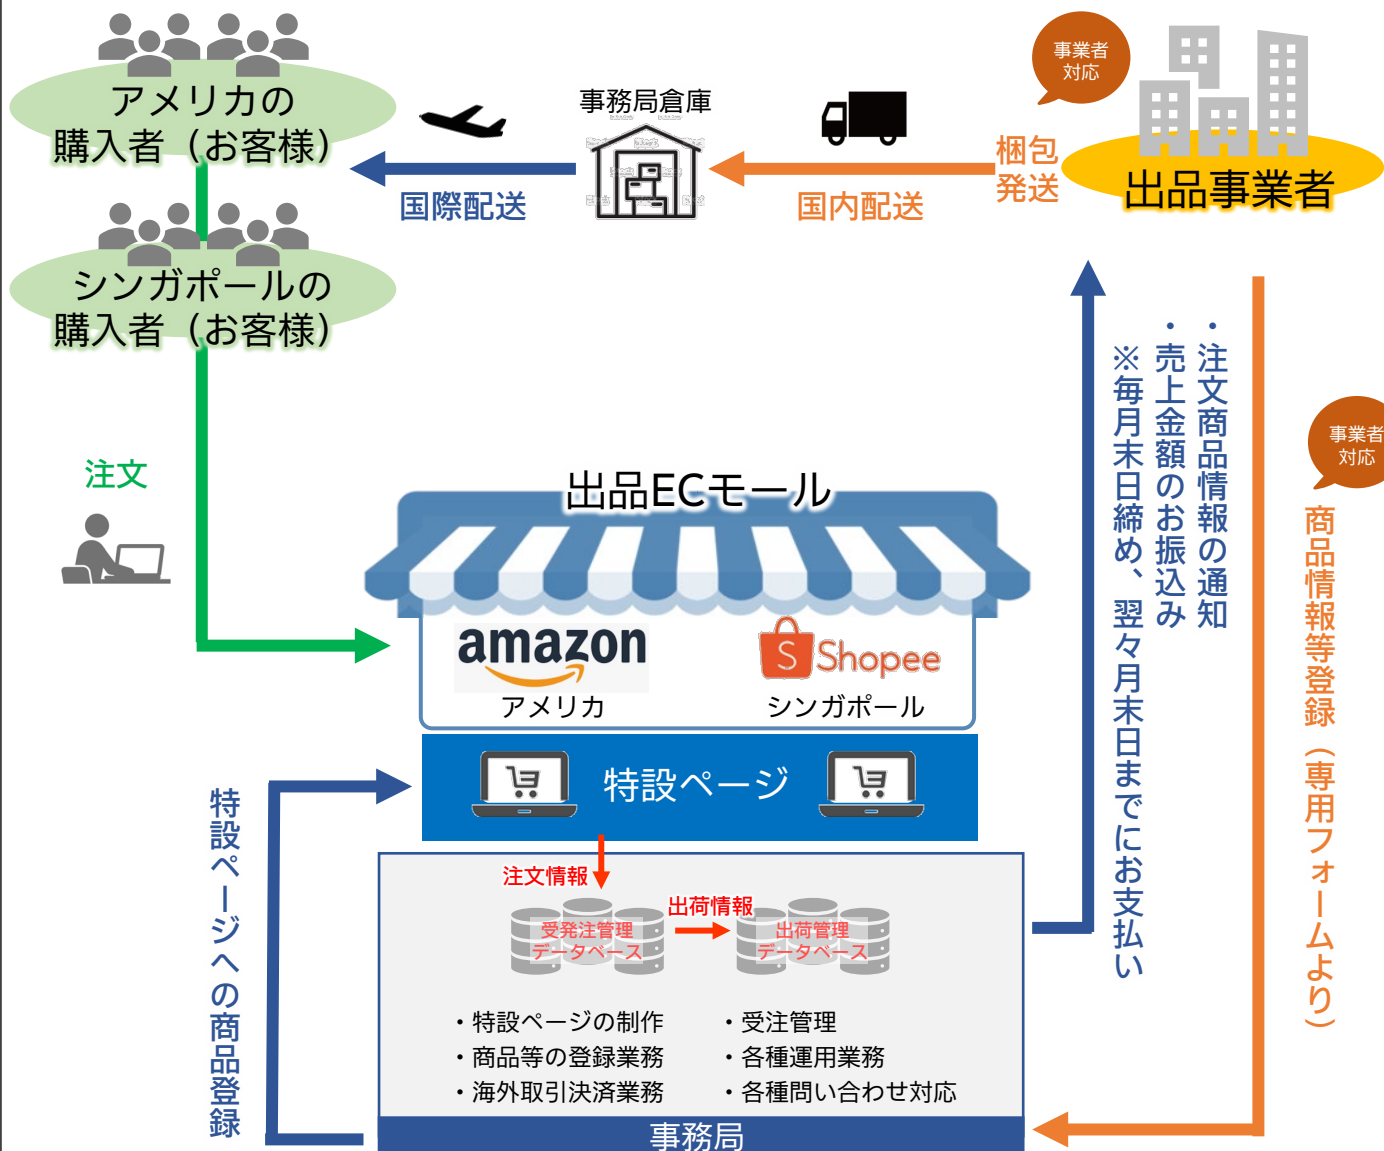 アメリカの
購入者（お客様）
シンガポールの
購入者（お客様）
国際配送
事務局倉庫
国内配送
梱包
発送
事業者
対応
出品事業者
注文
・注文商品情報の通知
・売上金額のお振込み
※毎月末日締め、翌々月末日までにお支払い
事業者
対応
商品情報等登録（専用フォームより）
出品ECモール
amazon
アメリカ
S Shopee
シンガポール
特設ページ
特設ページへの商品登録
注文情報
出荷情報
受発注管理
データベース
出荷管理
データベース
・特設ページの制作
・商品等の登録業務
・海外取引決済業務
・受注管理
・各種運用業務
・各種問い合わせ対応
事務局